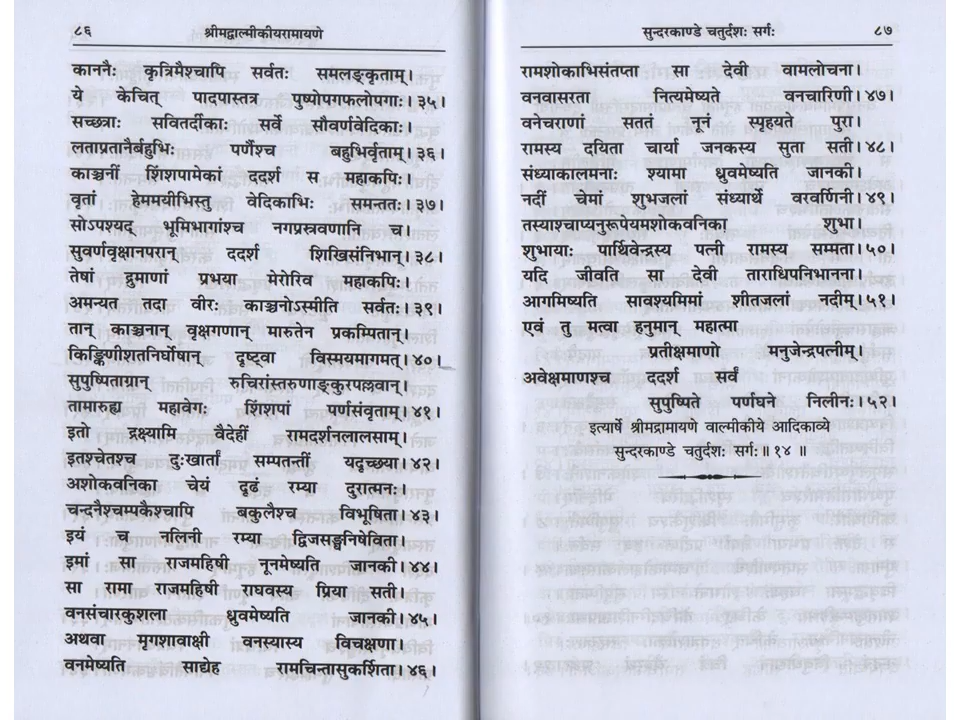 ८६ श्रीमद्वाल्मीकीयरामायणे
काननैः कृत्रिमैश्चापि सर्वतः समलङ्कृताम्।
ये केचित् पादपास्तत्र पुष्पोपगफलोपगाः। ३५।
सच्छत्राः सवितर्दीकाः सर्वे सौवर्णवेदिकाः।
लताप्रतानैर्बहुभिः पर्णैश्च बहुभिर्वृताम्। ३६।
काञ्चनीं शिंशपामेकां ददर्श स महाकपिः।
वृतां हेममयीभिस्तु वेदिकाभिः समन्ततः। ३७।
सोऽपश्यद् भूमिभागांश्च नगप्रस्रवणानि च।
सुवर्णवृक्षानपरान् ददर्श शिखिसंनिभान्। ३८।
तेषां द्रुमाणां प्रभया मेरोरिव महाकपिः।
अमन्यत तदा वीरः काञ्चनोऽस्मीति सर्वतः। ३९।
तान् काञ्चनान् वृक्षगणान् मारुतेन प्रकम्पितान्।
किङ्किणीशतनिर्घोषान् दृष्ट्वा विस्मयमागमत्। ४०।
सुपुष्पिताग्रान् रुचिरांस्तरुणाङ्कुरपल्लवान्।
तामारुह्य महावेगः शिंशपां पर्णसंवृताम्। ४१।
इतो द्रक्ष्यामि वैदेहीं रामदर्शनलालसाम्।
इतश्चेतश्च दुःखार्तां सम्पतन्तीं यदृच्छया। ४२।
अशोकवनिका चेयं दृढं रम्या दुरात्मनः।
चन्दनैश्चम्पकैश्चापि बकुलैश्च विभूषिता। ४३।
इयं च नलिनी रम्या द्विजसङ्घनिषेविता।
इमां सा राजमहिषी नूनमेष्यति जानकी। ४४।
सा रामा राजमहिषी राघवस्य प्रिया सती।
वनसंचारकुशला ध्रुवमेष्यति जानकी। ४५।
अथवा मृगशावाक्षी वनस्यास्य विचक्षणा।
वनमेष्यति साद्येह रामचिन्तासुकर्शिता। ४६।
सुन्दरकाण्डे चतुर्दशः सर्गः ८७
रामशोकाभिसंतप्ता सा देवी वामलोचना।
वनवासरता नित्यमेष्यते वनचारिणी। ४७।
वनेचराणां सततं नूनं स्पृहयते पुरा।
रामस्य दयिता चार्या जनकस्य सुता सती। ४८।
संध्याकालमनाः श्यामा ध्रुवमेष्यति जानकी।
नदीं चेमां शुभजलां संध्यार्थे वरवर्णिनी। ४९।
तस्याश्चाप्यनुरूपेयमशोकवनिका शुभा।
शुभायाः पार्थिवेन्द्रस्य पत्नी रामस्य सम्मता। ५०।
यदि जीवति सा देवी ताराधिपनिभानना।
आगमिष्यति सावश्यमिमां शीतजलां नदीम्। ५१।
एवं तु मत्वा हनुमान् महात्मा
प्रतीक्षमाणो मनुजेन्द्रपत्नीम्।
अवेक्षमाणश्च ददर्श सर्वं
सुपुष्पिते पर्णघने निलीनः। ५२।
इत्यार्षे श्रीमद्रामायणे वाल्मीकीये आदिकाव्ये
सुन्दरकाण्डे चतुर्दशः सर्गः॥ १४ ॥